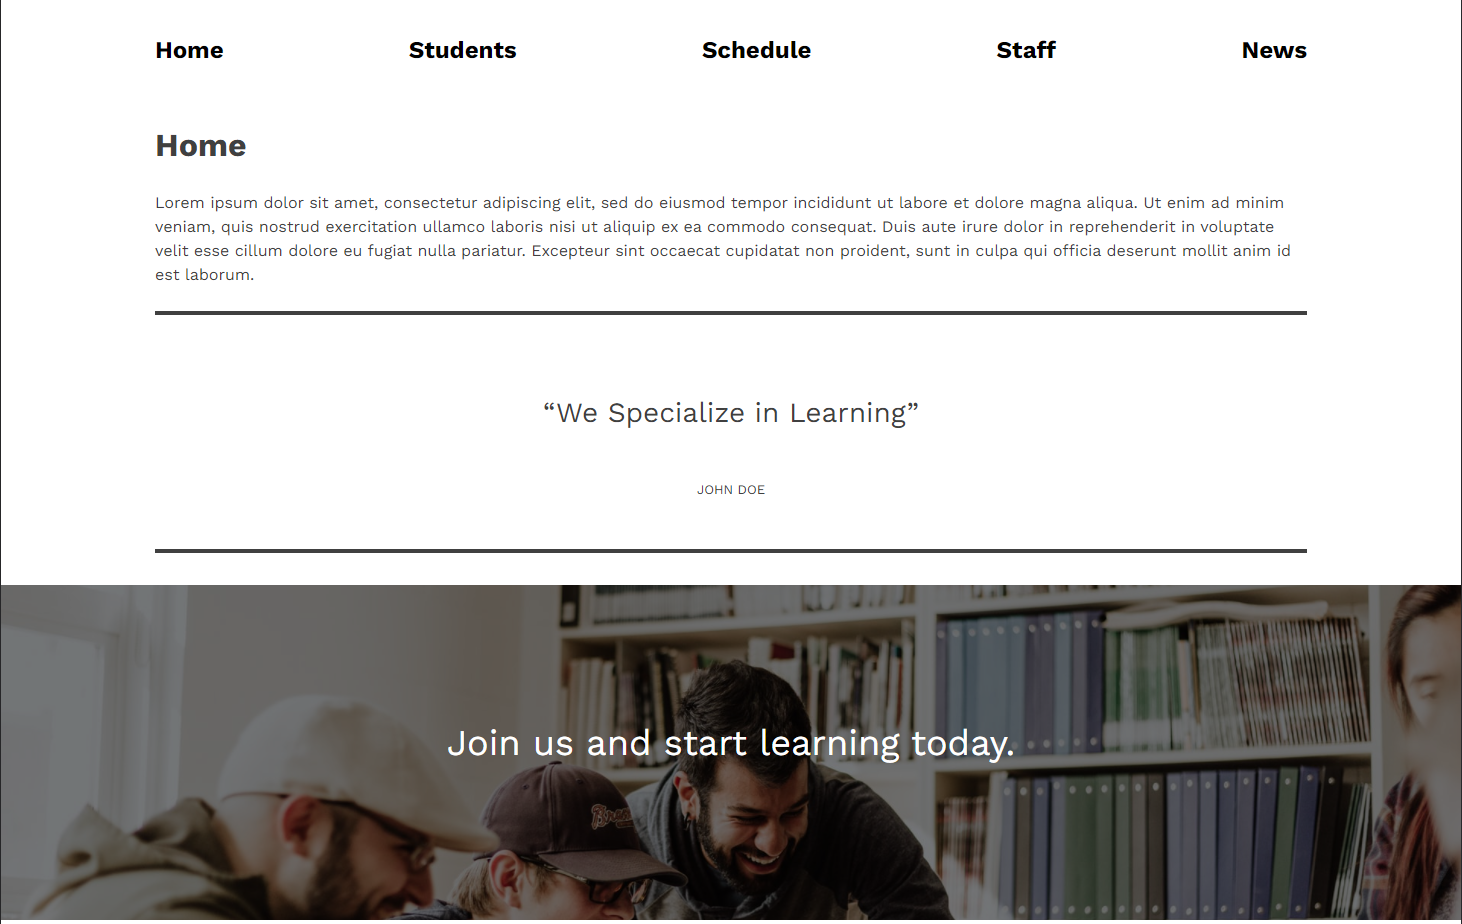 Home Students Schedule Staff News
Home
Lorem ipsum dolor sit amet, consectetur adipiscing elit, sed do eiusmod tempor incididunt ut labore et dolore magna aliqua. Ut enim ad minim
veniam, quis nostrud exercitation ullamco laboris nisi ut aliquip ex ea commodo consequat. Duis aute irure dolor in reprehenderit in voluptate
velit esse cillum dolore eu fugiat nulla pariatur. Excepteur sint occaecat cupidatat non proident, sunt in culpa qui officia deserunt mollit anim id
est laborum.
“We Specialize in Learning”
JOHN DOE
Join us and start learning today.